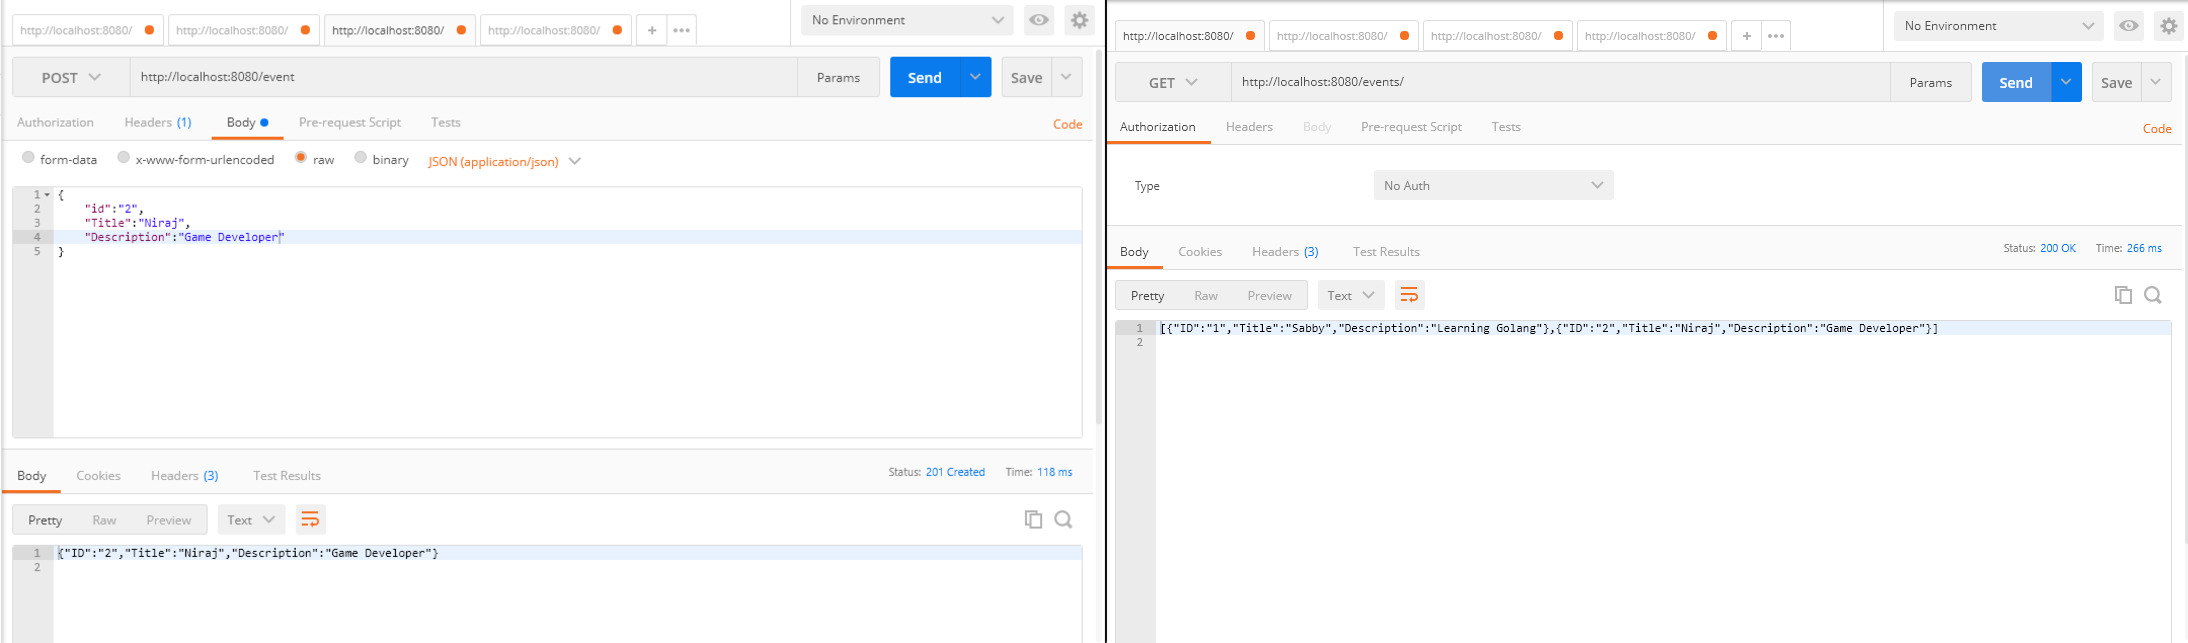 http://localhost:8080/ http://localhost:8080/ http://localhost:8080/ http://localhost:8080/ + ••• No Environment
POST http://localhost:8080/event Params Send Save
Authorization Headers (1) Body Pre-request Script Tests Code
form-data x-www-form-urlencoded raw binary JSON (application/json)
1 {
2 "id":"2",
3 "Title":"Niraj",
4 "Description":"Game Developer"
5 }
Body Cookies Headers (3) Test Results Status: 201 Created Time: 118 ms
Pretty Raw Preview Text
1 {"ID":"2","Title":"Niraj","Description":"Game Developer"}
2
http://localhost:8080/ http://localhost:8080/ http://localhost:8080/ http://localhost:8080/ + ••• No Environment
GET http://localhost:8080/events/ Params Send Save
Authorization Headers Body Pre-request Script Tests Code
Type No Auth
Body Cookies Headers (3) Test Results Status: 200 OK Time: 266 ms
Pretty Raw Preview Text
1 [{"ID":"1","Title":"Sabby","Description":"Learning Golang"},{"ID":"2","Title":"Niraj","Description":"Game Developer"}]
2